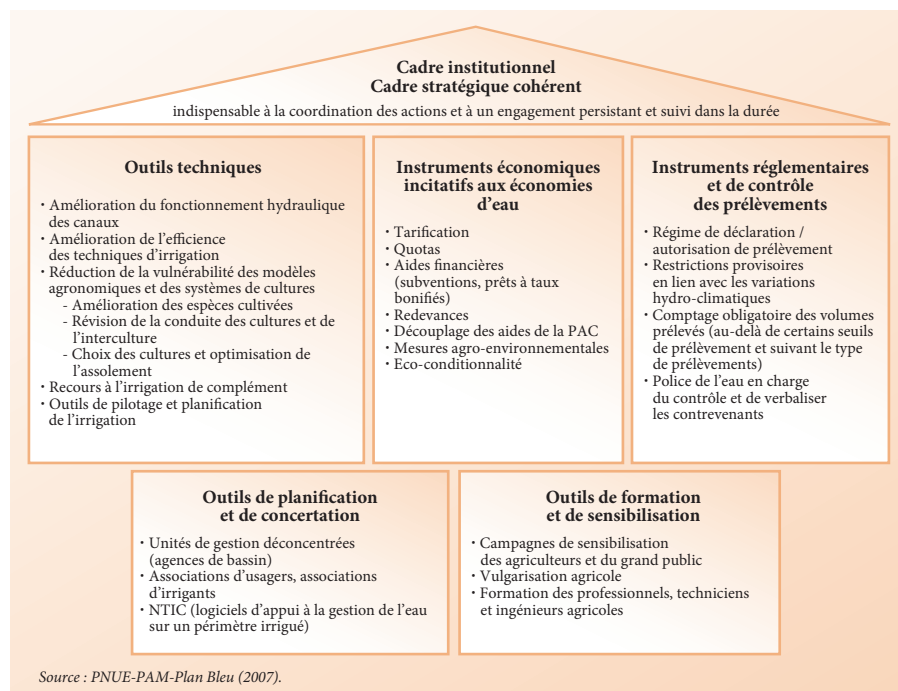 Cadre institutionnel
Cadre stratégique cohérent
indispensable à la coordination des actions et à un engagement persistant et suivi dans la durée
Outils techniques
• Amélioration du fonctionnement hydraulique
des canaux
• Amélioration de l'efficience
des techniques d'irrigation
• Réduction de la vulnérabilité des modèles
agronomiques et des systèmes de cultures
- Amélioration des espèces cultivées
- Révision de la conduite des cultures et de
l'interculture
- Choix des cultures et optimisation de
l'assolement
• Recours à l'irrigation de complément
• Outils de pilotage et planification
de l'irrigation
Instruments économiques
incitatifs aux économies
d'eau
• Tarification
• Quotas
• Aides financières
(subventions, prêts à taux
bonifiés)
• Redevances
• Découplage des aides de la PAC
• Mesures agro-environnementales
• Eco-conditionnalité
Instruments réglementaires
et de contrôle
des prélèvements
• Régime de déclaration /
autorisation de prélèvement
• Restrictions provisoires
en lien avec les variations
hydro-climatiques
• Comptage obligatoire des volumes
prélevés (au-delà de certains seuils
de prélèvement et suivant le type
de prélèvements)
• Police de l'eau en charge
du contrôle et de verbaliser
les contrevenants
Outils de planification
et de concertation
• Unités de gestion déconcentrées
(agences de bassin)
• Associations d'usagers, associations
d'irrigants
• NTIC (logiciels d'appui à la gestion de l'eau
sur un périmètre irrigué)
Outils de formation
et de sensibilisation
• Campagnes de sensibilisation
des agriculteurs et du grand public
• Vulgarisation agricole
• Formation des professionnels, techniciens
et ingénieurs agricoles
Source : PNUE-PAM-Plan Bleu (2007).